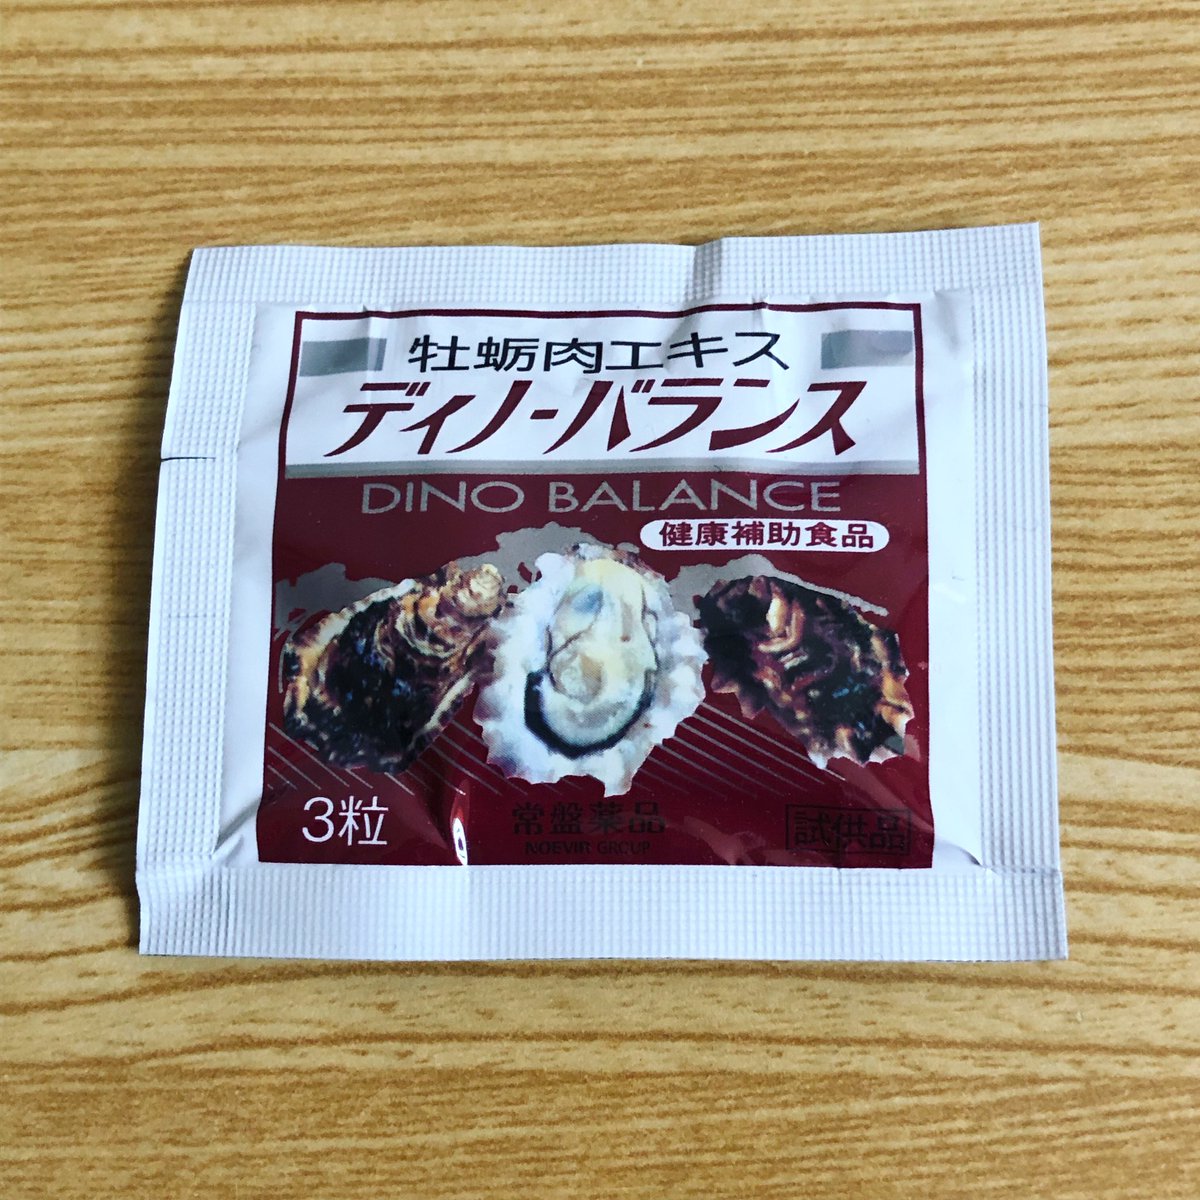 牡蛎肉エキス
ディノーバランス
DINO BALANCE
健康補助食品
3粒
常盤薬品
NOEVIR GROUP
試供品